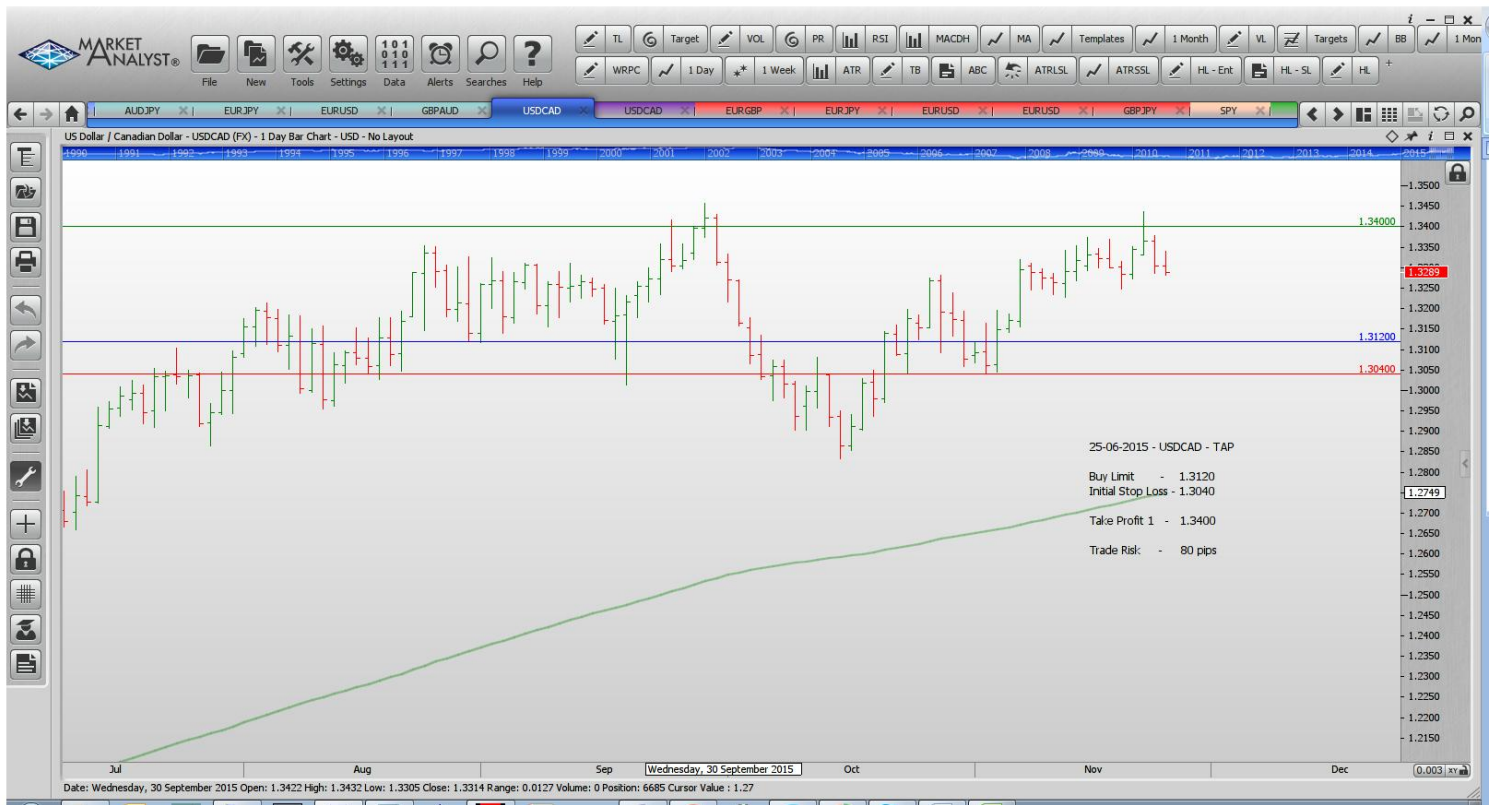 i
MARKET
ANALYST®
File New Tools Settings Data Alerts Searches Help
101
010
111
TL Target VOL PR RSI MACDH MA Templates 1 Month VL Targets BB 1 Mon
WRPC 1 Day 1 Week ATR TB ABC ATRLSL ATRSSL HL - Ent HL - SL HL +
AUDJPY EURJPY EURUSD GBPAUD USDCAD USDCAD EURGBP EURJPY EURUSD EURUSD GBPJPY SPY
US Dollar / Canadian Dollar - USDCAD (FX) - 1 Day Bar Chart - USD - No Layout
1990 1991 1992 1993 1994 1995 1996 1997 1998 1999 2000 2001 2002 2003 2004 2005 2006 2007 2008 2009 2010 2011 2012 2013 2014 2015
1.3500
1.3450
1.34000
1.3400
1.3350
1.3289
1.3250
1.3200
1.3150
1.31200
1.3100
1.3050
1.30400
1.3000
1.2950
1.2900
1.2850
1.2800
1.2749
1.2700
1.2650
1.2600
1.2550
1.2500
1.2450
1.2400
1.2350
1.2300
1.2250
1.2200
1.2150
25-06-2015 - USDCAD - TAP
Buy Limit - 1.3120
Initial Stop Loss - 1.3040
Take Profit 1 - 1.3400
Trade Risk - 80 pips
Jul Aug Sep Wednesday, 30 September 2015 Oct Nov Dec 0.003 XY
Date: Wednesday, 30 September 2015 Open: 1.3422 High: 1.3432 Low: 1.3305 Close: 1.3314 Range: 0.0127 Volume: 0 Position: 6685 Cursor Value : 1.27